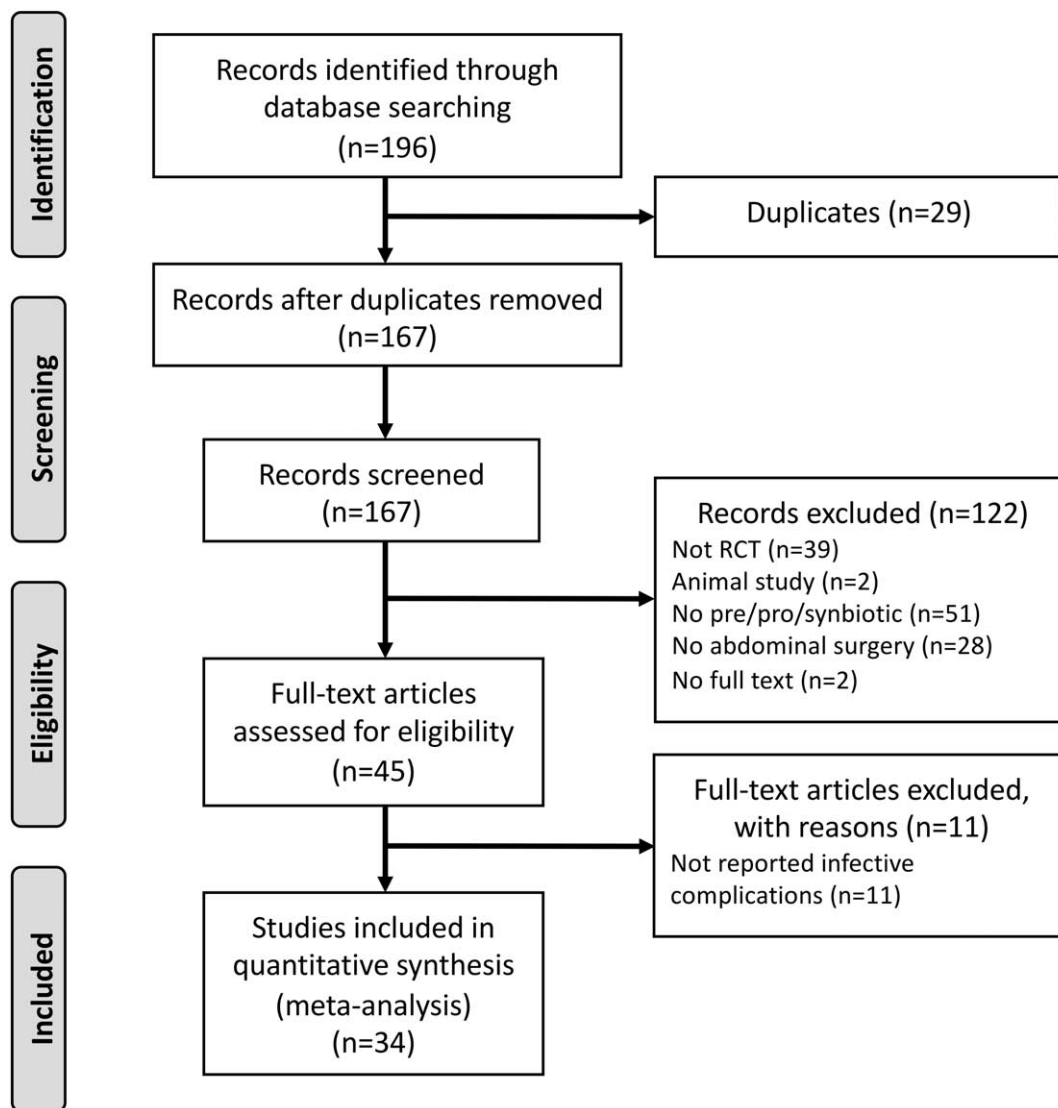 Identification
Records identified through
database searching
(n=196)
Duplicates (n=29)
Records after duplicates removed
(n=167)
Screening
Records screened
(n=167)
Records excluded (n=122)
Not RCT (n=39)
Animal study (n=2)
No pre/pro/synbiotic (n=51)
No abdominal surgery (n=28)
No full text (n=2)
Eligibility
Full-text articles
assessed for eligibility
(n=45)
Full-text articles excluded,
with reasons (n=11)
Not reported infective
complications (n=11)
Included
Studies included in
quantitative synthesis
(meta-analysis)
(n=34)